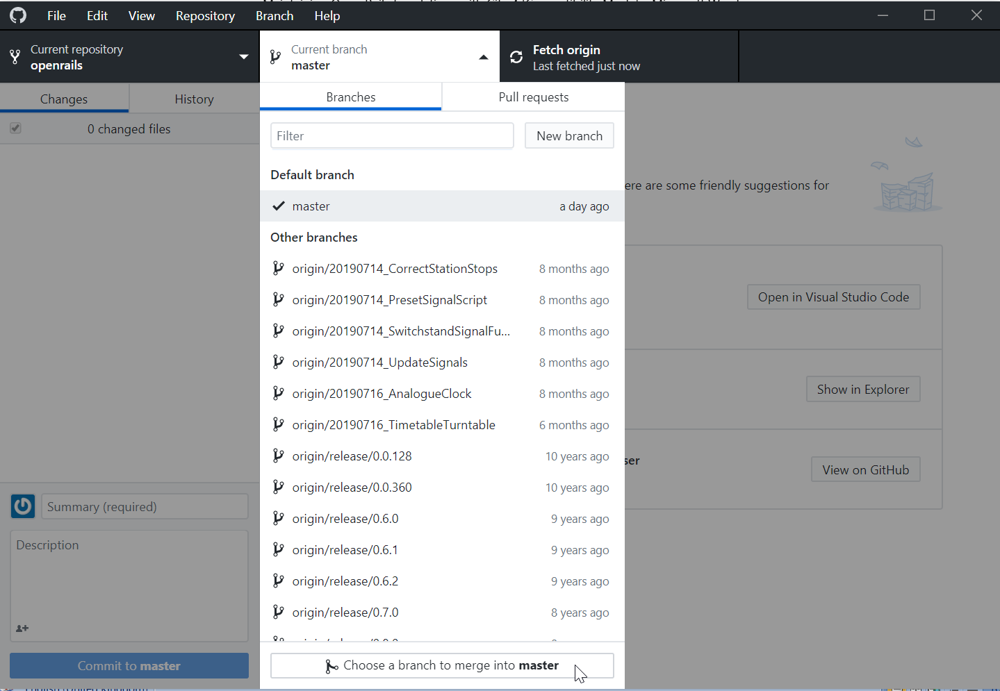 File Edit View Repository Branch Help
Current repository
openrails
Current branch
master
Fetch origin
Last fetched just now
Changes History
0 changed files
Branches Pull requests
Filter
New branch
Default branch
master a day ago
Other branches
origin/20190714_CorrectStationStops 8 months ago
origin/20190714_PresetSignalScript 8 months ago
origin/20190714_SwitchstandSignalFu... 8 months ago
origin/20190714_UpdateSignals 8 months ago
origin/20190716_AnalogueClock 8 months ago
origin/20190716_TimetableTurntable 6 months ago
origin/release/0.0.128 10 years ago
origin/release/0.0.360 10 years ago
origin/release/0.6.0 9 years ago
origin/release/0.6.1 9 years ago
origin/release/0.6.2 9 years ago
origin/release/0.7.0 8 years ago
Choose a branch to merge into master
ere are some friendly suggestions for
Open in Visual Studio Code
Show in Explorer
ser
View on GitHub
Summary (required)
Description
Commit to master